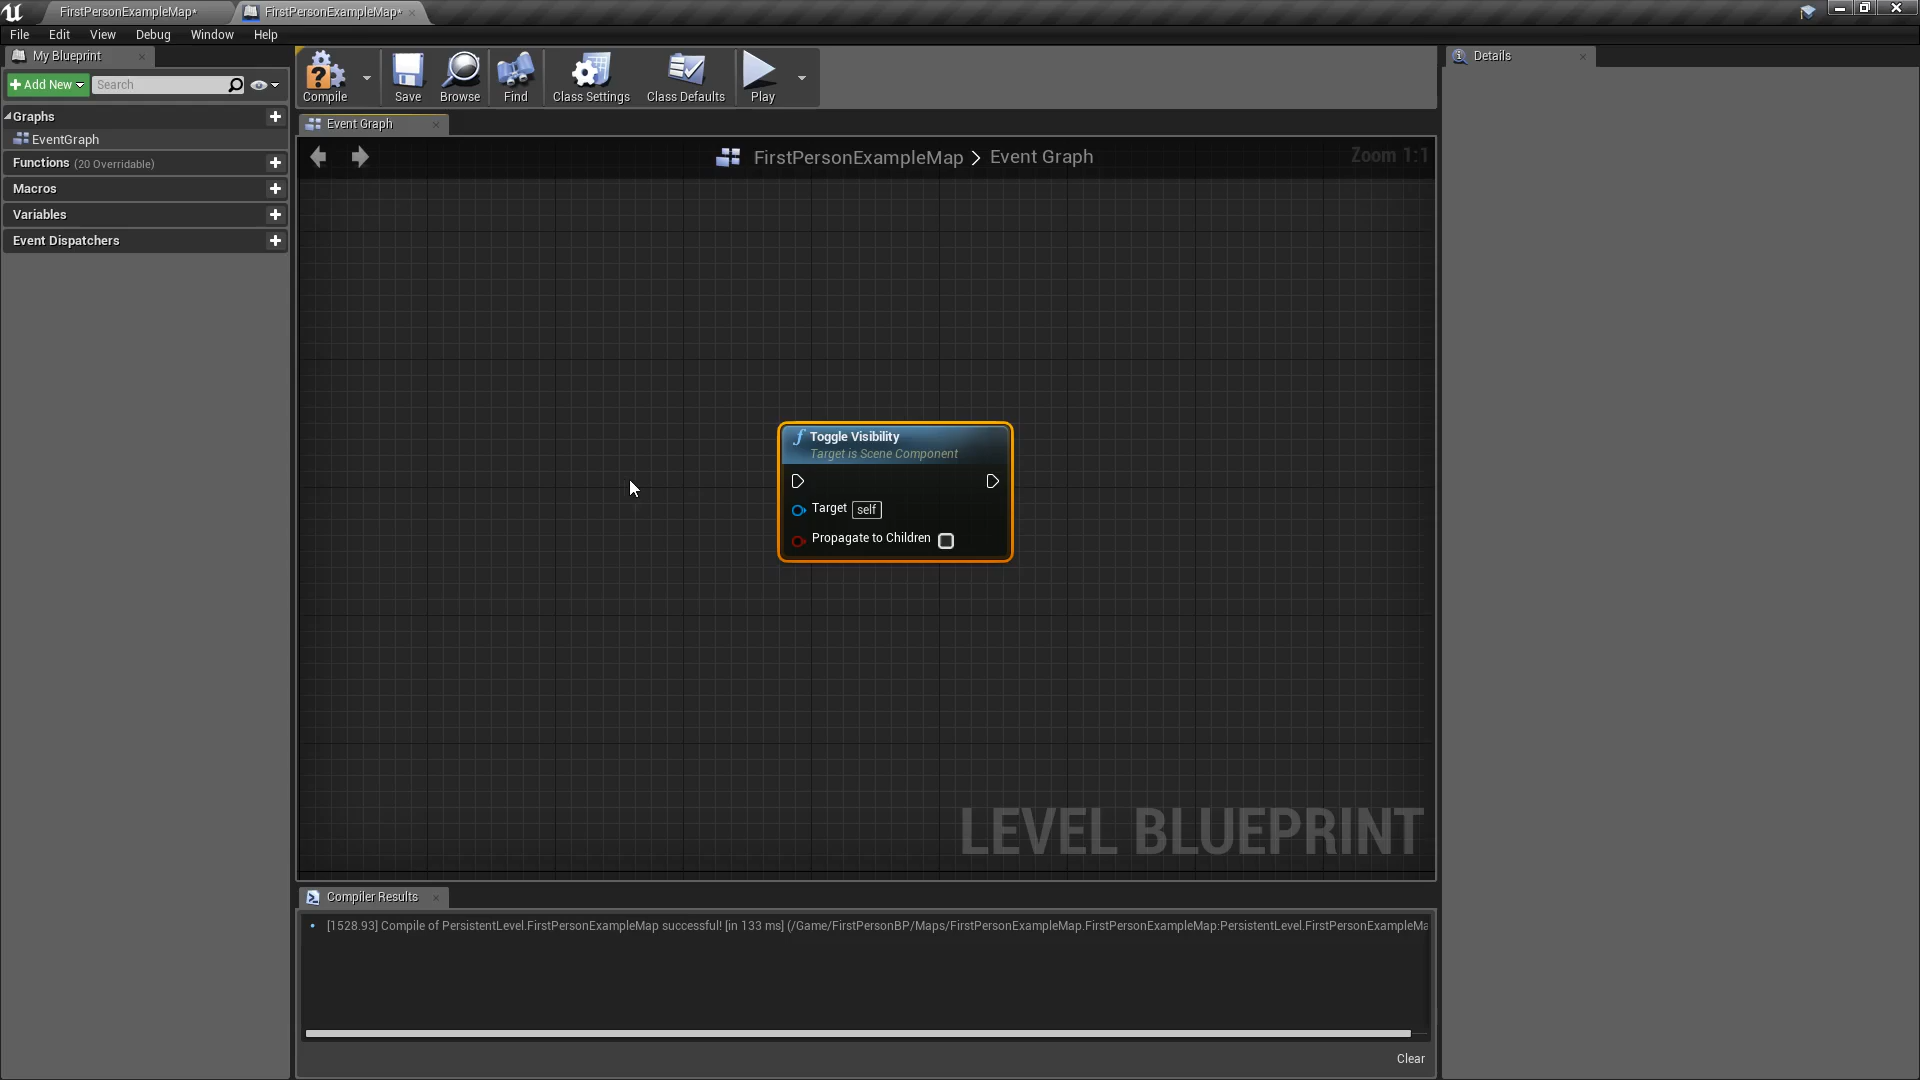 FirstPersonExampleMap*
FirstPersonExampleMap*
File Edit View Debug Window Help
My Blueprint
Add New
Search
Graphs
EventGraph
Functions (20 Overridable)
Macros
Variables
Event Dispatchers
Compile
Save
Browse
Find
Class Settings
Class Defaults
Play
Event Graph
FirstPersonExampleMap > Event Graph
Zoom 1:1
Toggle Visibility
Target is Scene Component
Target self
Propagate to Children
LEVEL BLUEPRINT
Compiler Results
[1528.93] Compile of PersistentLevel.FirstPersonExampleMap successful! [in 133 ms] (/Game/FirstPersonBP/Maps/FirstPersonExampleMap.FirstPersonExampleMap:PersistentLevel.FirstPersonExampleMa
Clear
Details